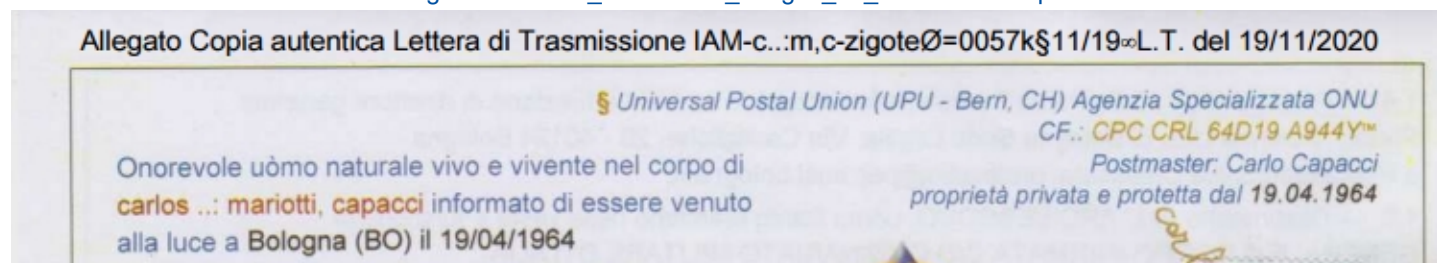 Allegato Copia autentica Lettera di Trasmissione IAM-c..:m,c-zigoteØ=0057k§11/19∞L.T. del 19/11/2020
§ Universal Postal Union (UPU - Bern, CH) Agenzia Specializzata ONU
CF.: CPC CRL 64D19 A944Y™
Postmaster: Carlo Capacci
proprietà privata e protetta dal 19.04.1964
Onorevole uòmo naturale vivo e vivente nel corpo di
carlos ..: mariotti, capacci informato di essere venuto
alla luce a Bologna (BO) il 19/04/1964